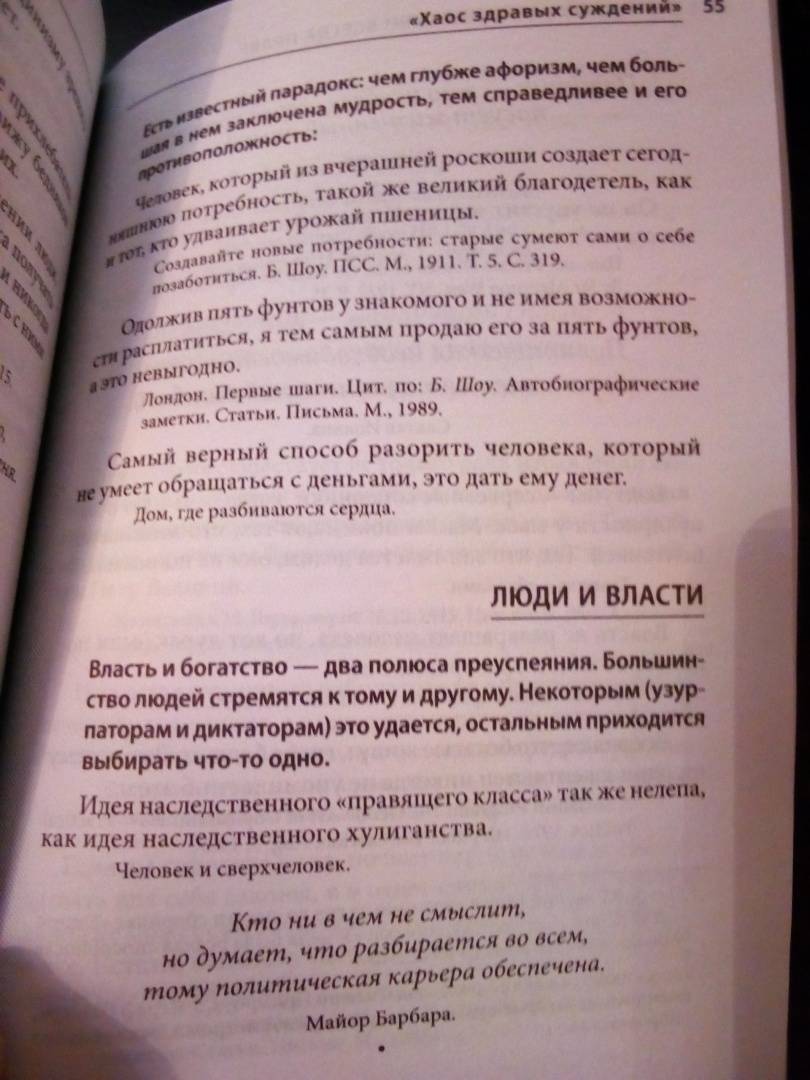 «Хаос здравых суждений» 55
Есть известный парадокс: чем глубже афоризм, чем боль-
шая в нем заключена мудрость, тем справедливее и его
противоположность:
Человек, который из вчерашней роскоши создает сегод-
няшнюю потребность, такой же великий благодетель, как
и тот, кто удваивает урожай пшеницы.
Создавайте новые потребности: старые сумеют сами о себе
позаботиться. Б. Шоу. ПСС. М., 1911. Т. 5. С. 319.
Одолжив пять фунтов у знакомого и не имея возможно-
сти расплатиться, я тем самым продаю его за пять фунтов,
а это невыгодно.
Лондон. Первые шаги. Цит. по: Б. Шоу. Автобиографические
заметки. Статьи. Письма. М., 1989.
Самый верный способ разорить человека, который
не умеет обращаться с деньгами, это дать ему денег.
Дом, где разбиваются сердца.
ЛЮДИ И ВЛАСТИ
Власть и богатство — два полюса преуспеяния. Большин-
ство людей стремятся к тому и другому. Некоторым (узур-
паторам и диктаторам) это удается, остальным приходится
выбирать что-то одно.
Идея наследственного «правящего класса» так же нелепа,
как идея наследственного хулиганства.
Человек и сверхчеловек.
Кто ни в чем не смыслит,
но думает, что разбирается во всем,
тому политическая карьера обеспечена.
Майор Барбара.
•